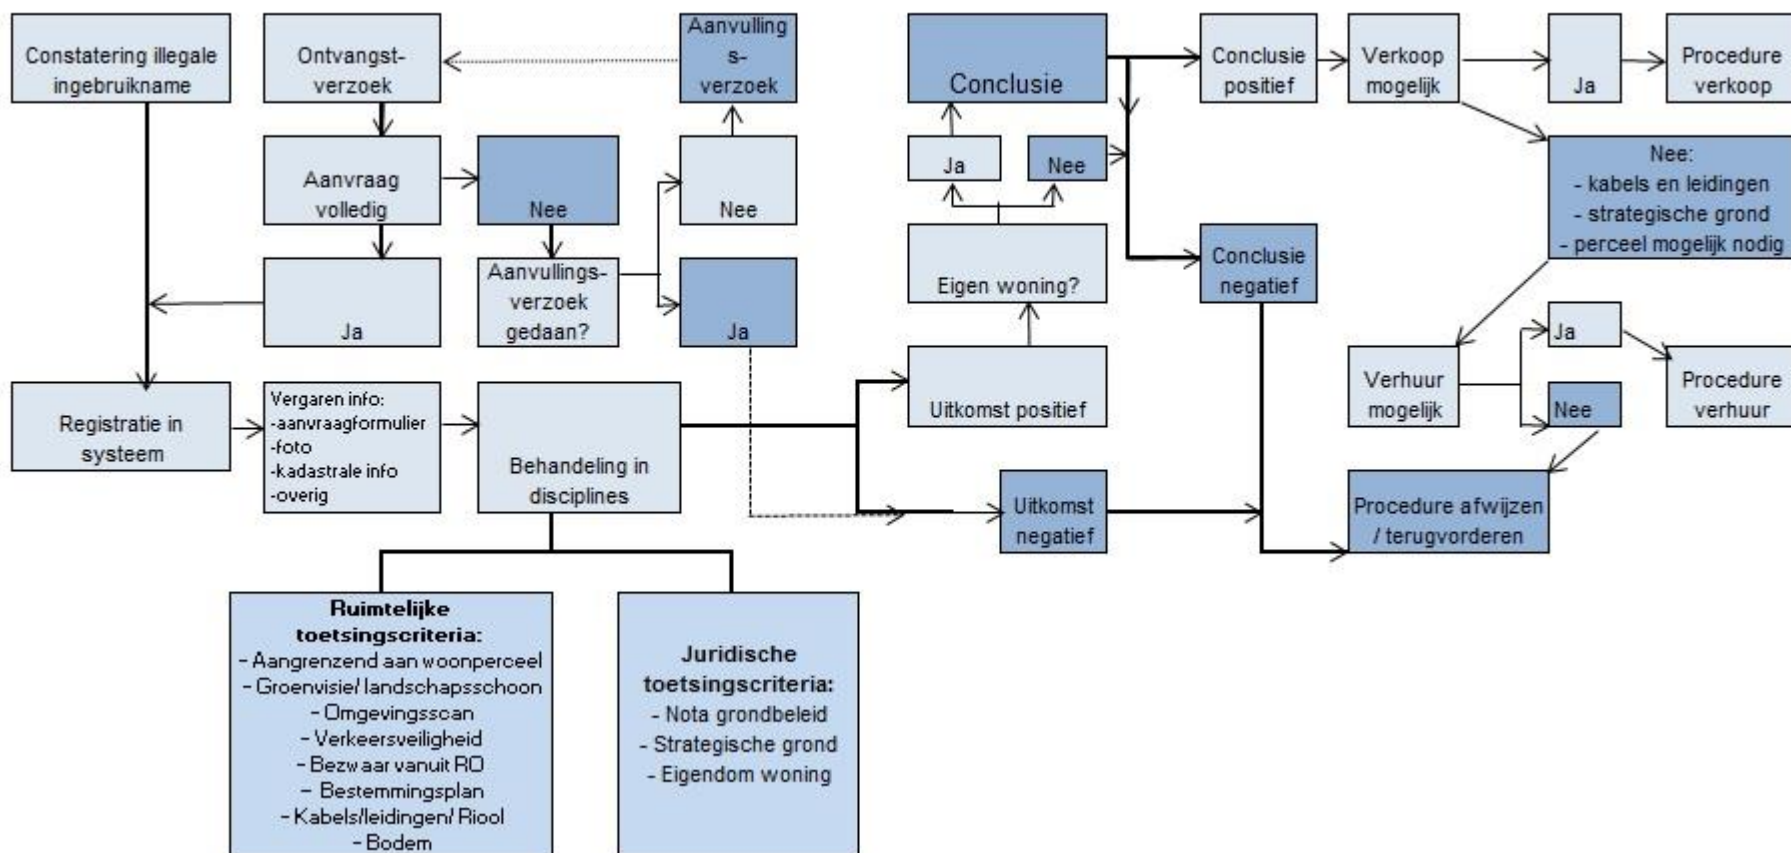 Constatering illegale
ingebruikname
Ontvangst-
verzoek
Aanvulling
s-
verzoek
Aanvraag
volledig
Nee
Nee
Ja
Aanvullings-
verzoek
gedaan?
Ja
Registratie in
systeem
Vergaren info:
-aanvraagformulier
-foto
-kadastrale info
-overig
Behandeling in
disciplines
Ruimtelijke
toetsingscriteria:
- Aangrenzend aan woonperceel
- Groenvisie/ landschapsschoon
- Omgevingsscan
- Verkeersveiligheid
- Bezwaar vanuit RO
- Bestemmingsplan
- Kabels/leidingen/ Riool
- Bodem
Juridische
toetsingscriteria:
- Nota grondbeleid
- Strategische grond
- Eigendom woning
Conclusie
Ja
Nee
Eigen woning?
Uitkomst positief
Uitkomst
negatief
Conclusie
positief
Verkoop
mogelijk
Ja
Procedure
verkoop
Nee:
- kabels en leidingen
- strategische grond
- perceel mogelijk nodig
Conclusie
negatief
Verhuur
mogelijk
Ja
Nee
Procedure
verhuur
Procedure afwijzen
/ terugvorderen